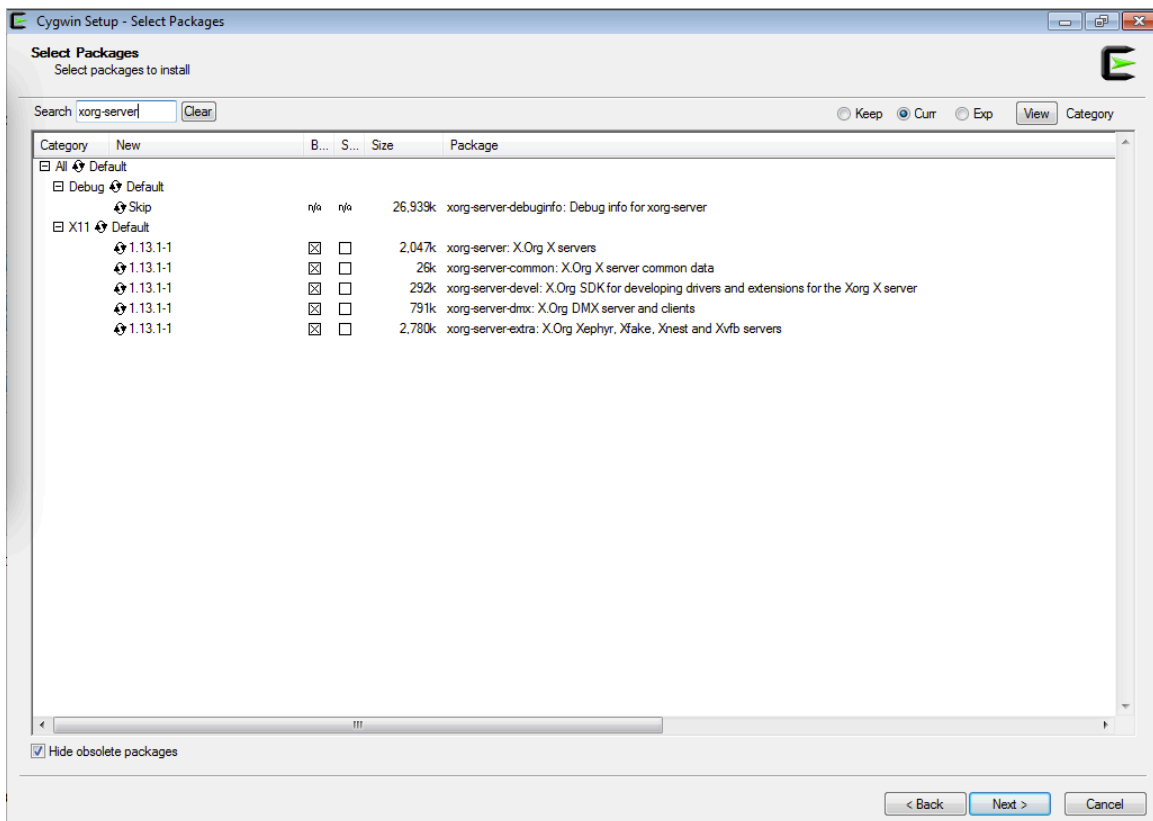 Cygwin Setup - Select Packages
Select Packages
Select packages to install
Search xorg-server Clear Keep Curr Exp View Category
Category New B... S... Size Package
All Default
Debug Default
Skip n/a n/a 26,939k xorg-server-debuginfo: Debug info for xorg-server
X11 Default
1.13.1-1 2,047k xorg-server: X.Org X servers
1.13.1-1 26k xorg-server-common: X.Org X server common data
1.13.1-1 292k xorg-server-devel: X.Org SDK for developing drivers and extensions for the Xorg X server
1.13.1-1 791k xorg-server-dmx: X.Org DMX server and clients
1.13.1-1 2,780k xorg-server-extra: X.Org Xephyr, Xfake, Xnest and Xvfb servers
Hide obsolete packages
< Back Next > Cancel